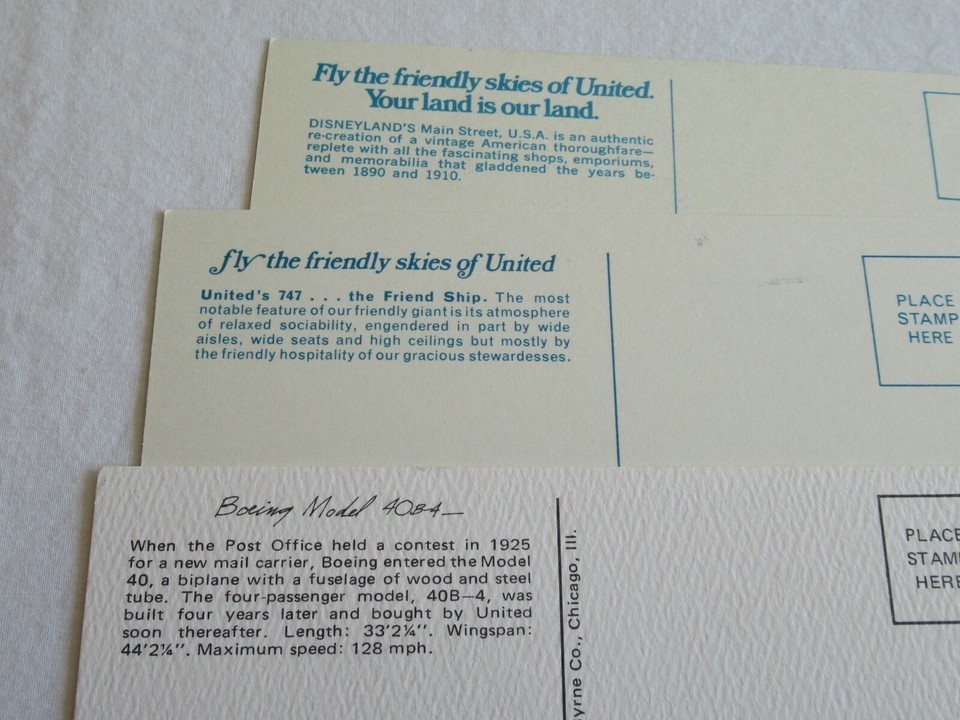 Fly the friendly skies of United.
Your land is our land.
DISNEYLAND'S Main Street, U.S.A. is an authentic
re-creation of a vintage American thoroughfare—
replete with all the fascinating shops, emporiums,
and memorabilia that gladdened the years be-
tween 1890 and 1910.
fly the friendly skies of United
United's 747 . . . the Friend Ship. The most
notable feature of our friendly giant is its atmosphere
of relaxed sociability, engendered in part by wide
aisles, wide seats and high ceilings but mostly by
the friendly hospitality of our gracious stewardesses.
PLACE
STAMP
HERE
Boeing Model 40B4—
When the Post Office held a contest in 1925
for a new mail carrier, Boeing entered the Model
40, a biplane with a fuselage of wood and steel
tube. The four-passenger model, 40B—4, was
built four years later and bought by United
soon thereafter. Length: 33'2¼". Wingspan:
44'2¼". Maximum speed: 128 mph.
yrne Co., Chicago, Ill.
PLACE
STAM
HERE